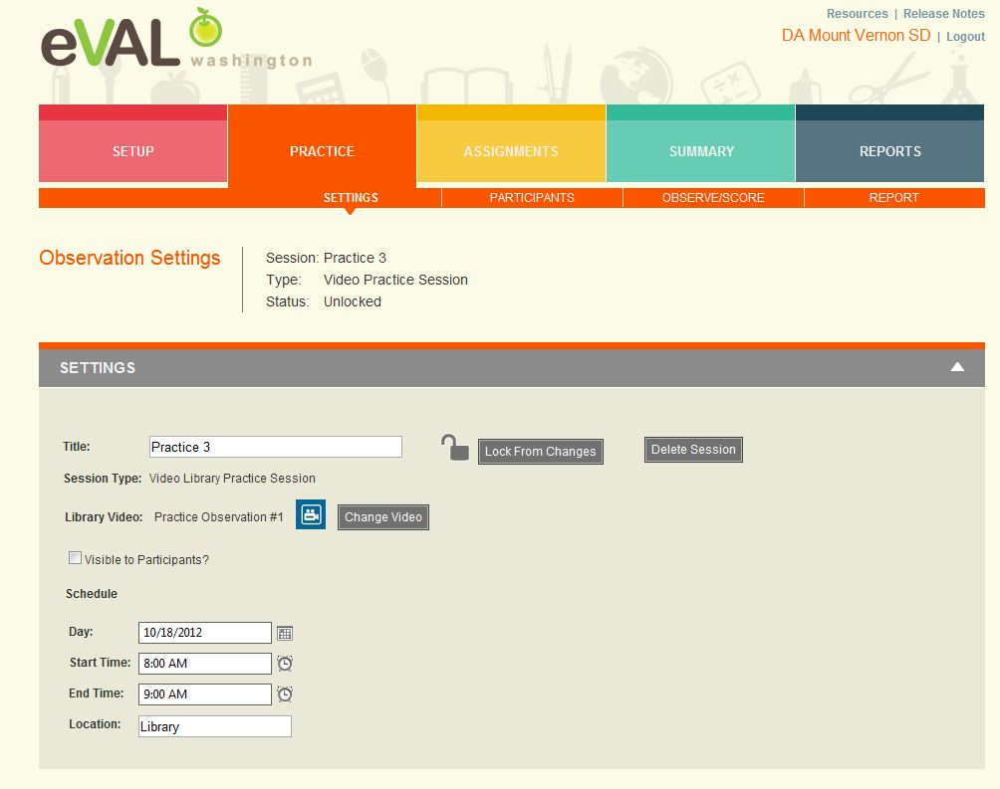 Resources | Release Notes
DA Mount Vernon SD | Logout
eVAL
washington
SETUP PRACTICE ASSIGNMENTS SUMMARY REPORTS
SETTINGS PARTICIPANTS OBSERVE/SCORE REPORT
Observation Settings
Session: Practice 3
Type: Video Practice Session
Status: Unlocked
SETTINGS
Title: Practice 3 Lock From Changes Delete Session
Session Type: Video Library Practice Session
Library Video: Practice Observation #1 Change Video
Visible to Participants?
Schedule
Day: 10/18/2012
Start Time: 8:00 AM
End Time: 9:00 AM
Location: Library